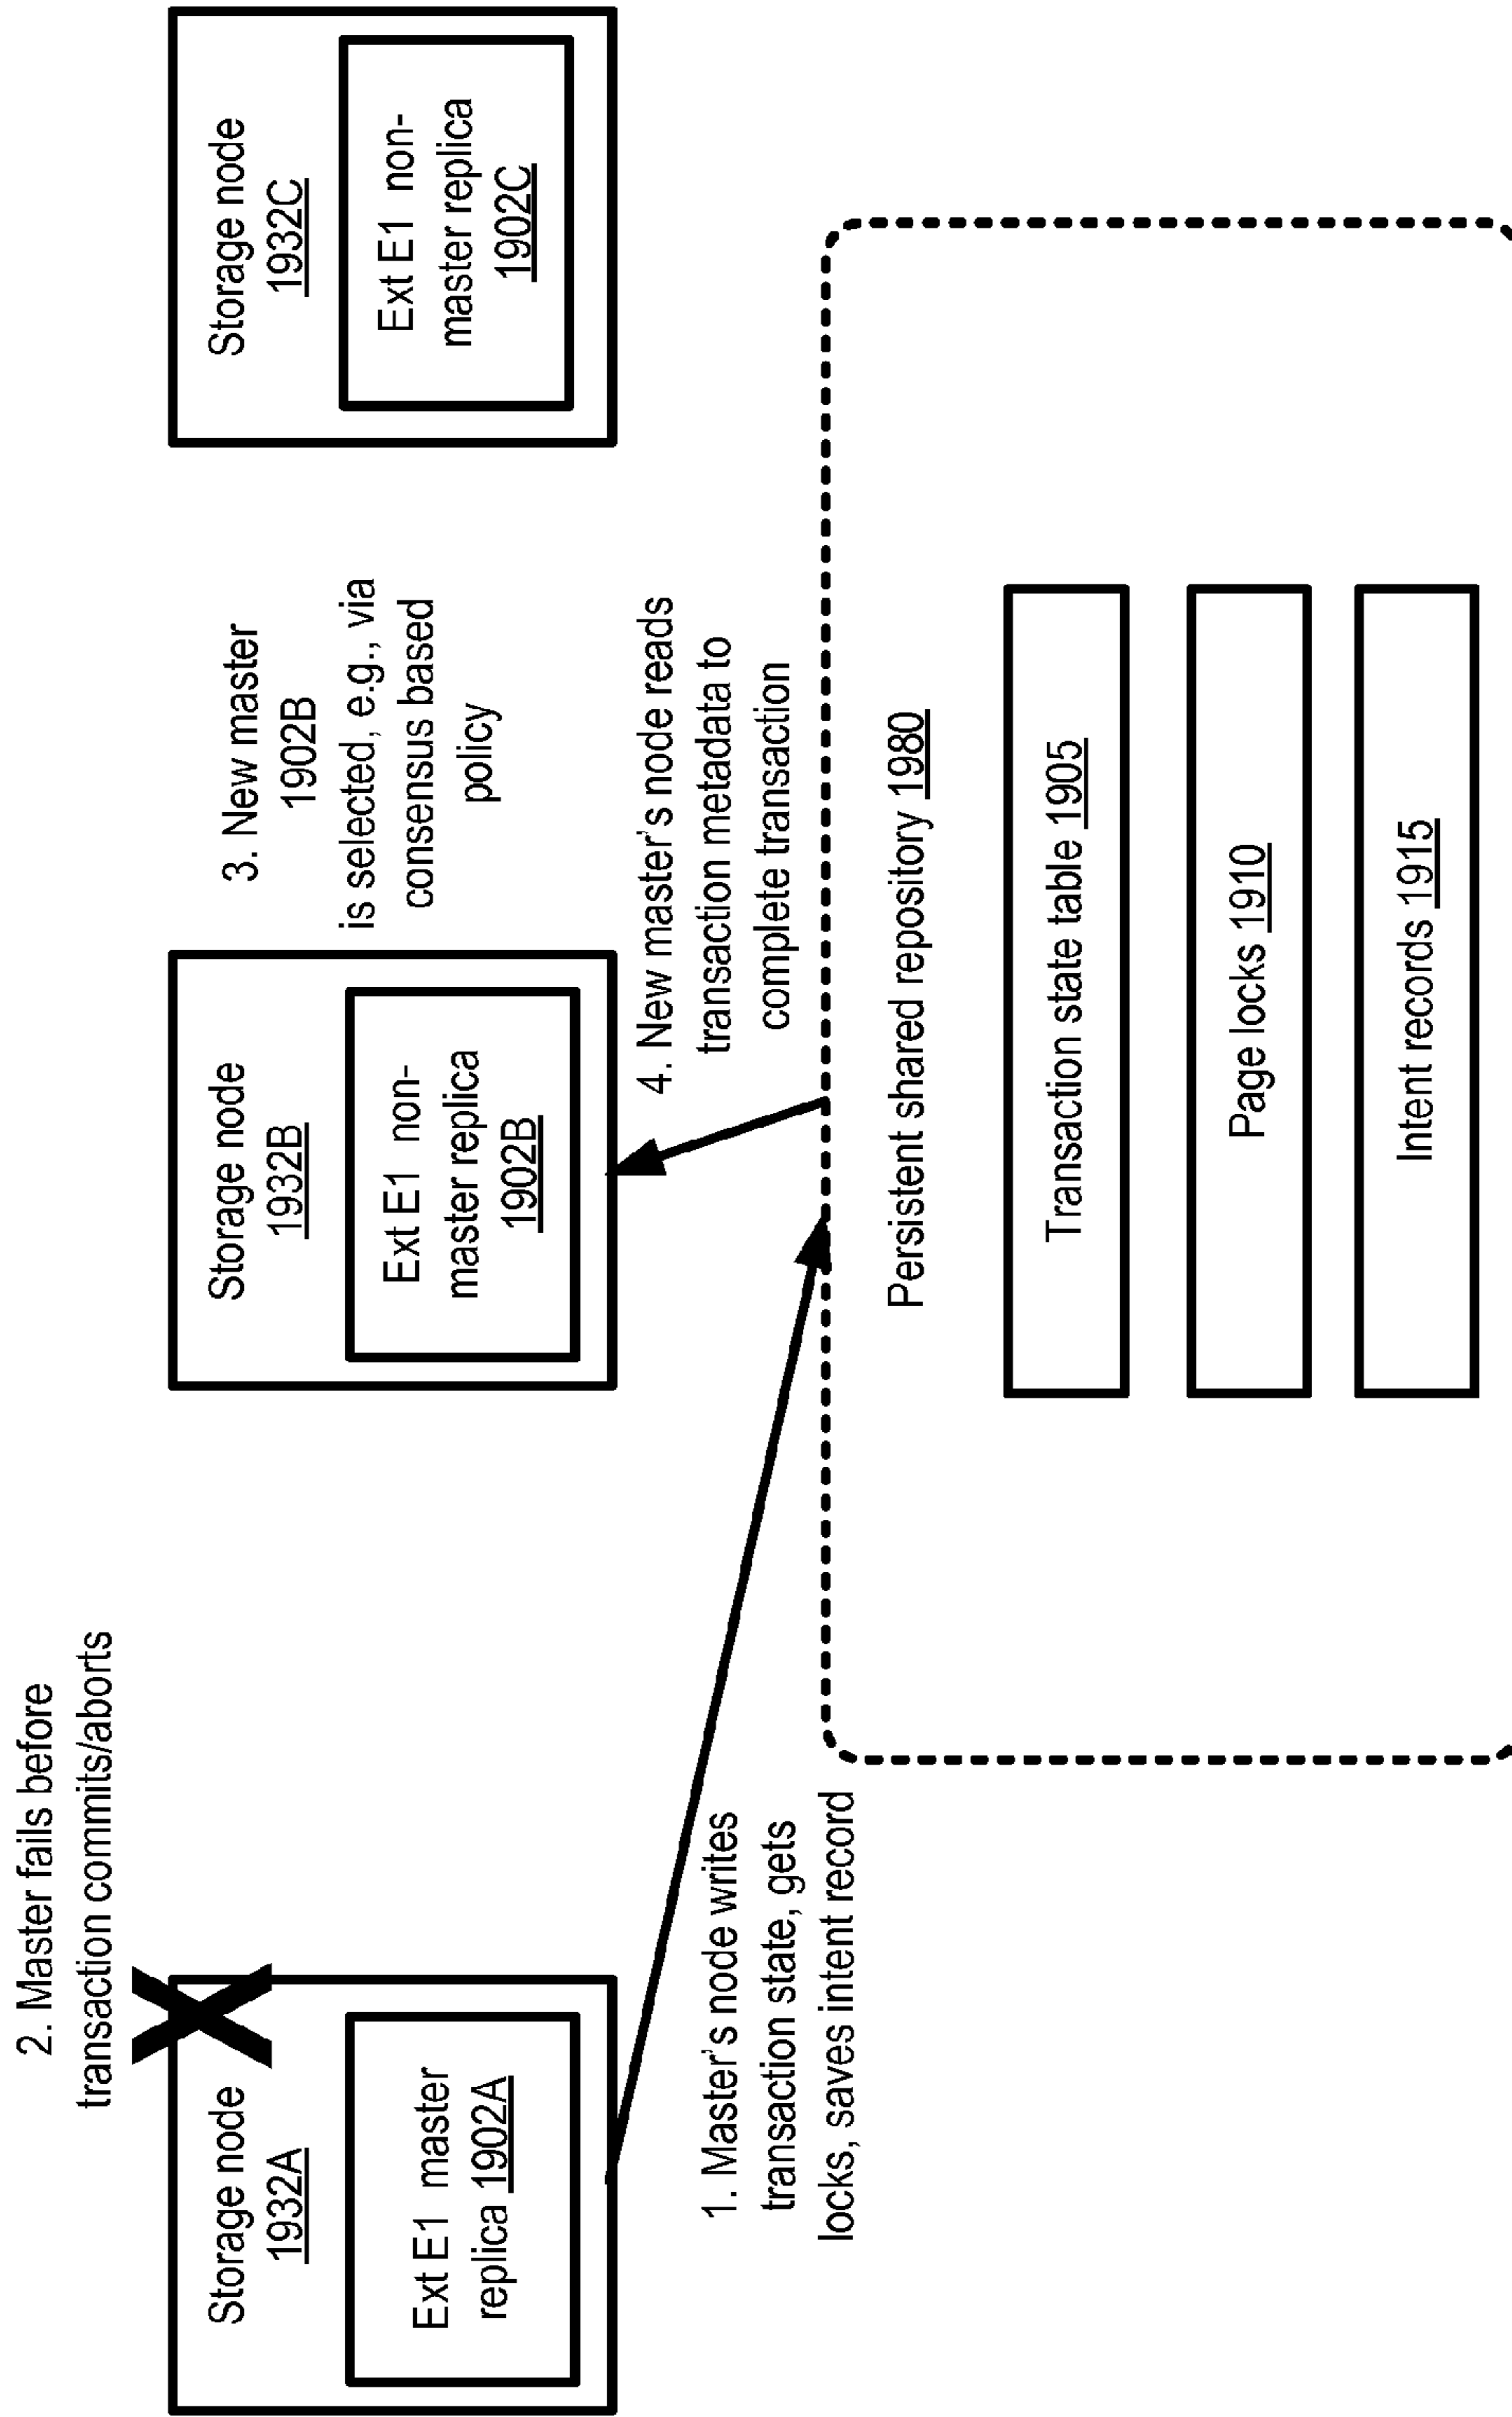 2. Master fails before
transaction commits/aborts
Storage node
1932A
Ext E1 master
replica 1902A
Storage node
1932B
Ext E1 non-
master replica
1902B
3. New master
1902B
is selected, e.g., via
consensus based
policy
Storage node
1932C
Ext E1 non-
master replica
1902C
1. Master's node writes
transaction state, gets
locks, saves intent record
4. New master's node reads
transaction metadata to
complete transaction
Persistent shared repository 1980
Transaction state table 1905
Page locks 1910
Intent records 1915